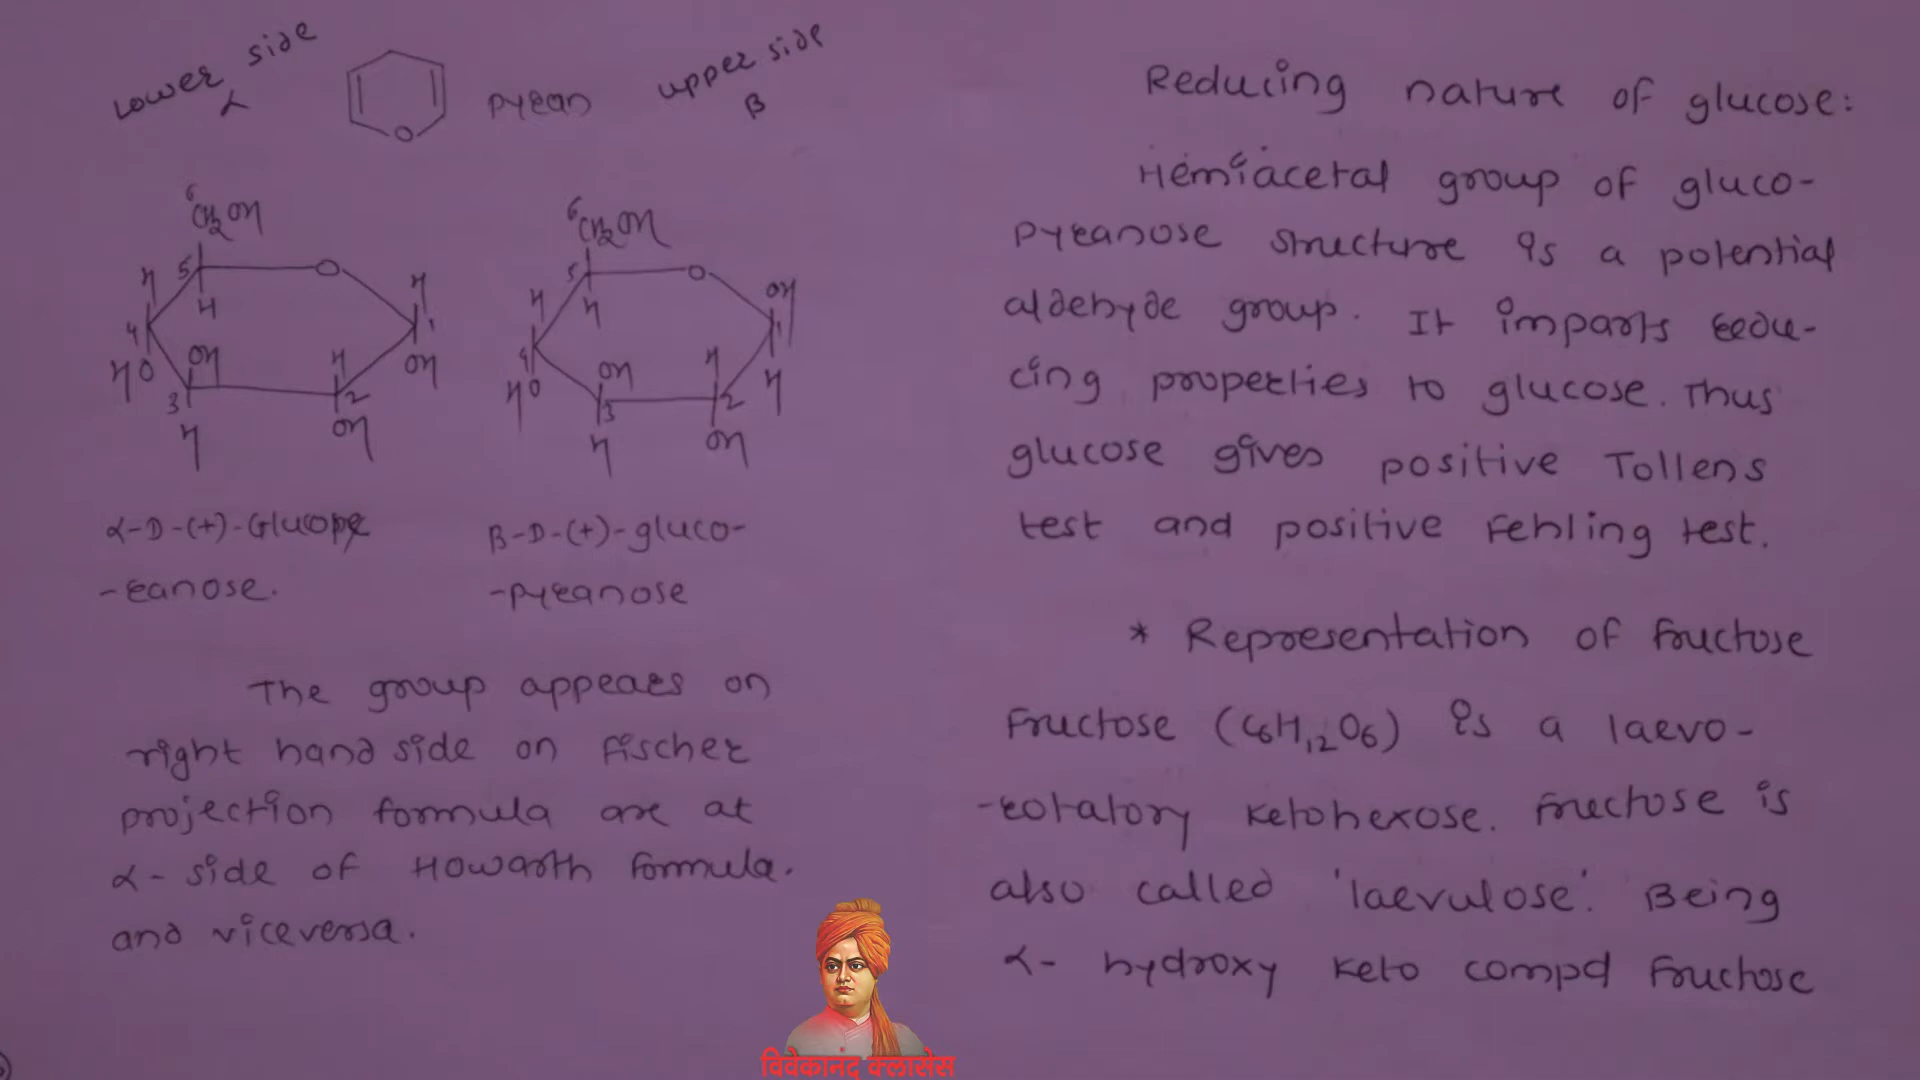 Lower side
α
pyran
upper side
β
6
CH2OH
5
O
H
H
H
4
1
HO
OH
H
OH
3
2
H
OH
6
CH2OH
5
O
OH
H
H
4
1
HO
OH
H
H
3
2
H
OH
α-D-(+)-Glucopy
-ranose.
β-D-(+)-gluco-
-pyranose
The group appears on
right hand side on Fischer
projection formula are at
α- side of Howarth formula.
and viceversa.
Reducing nature of glucose:
Hemiacetal group of gluco-
pyranose structure is a potential
aldehyde group. It imparts redu-
cing properties to glucose. Thus
glucose gives positive Tollens
test and positive Fehling test.
* Representation of Fructose
Fructose (C6H12O6) is a laevo-
-rotatory ketohexose. Fructose is
also called 'laevulose'. Being
α- hydroxy keto compd Fructose
विवेकानंद क्लासेस